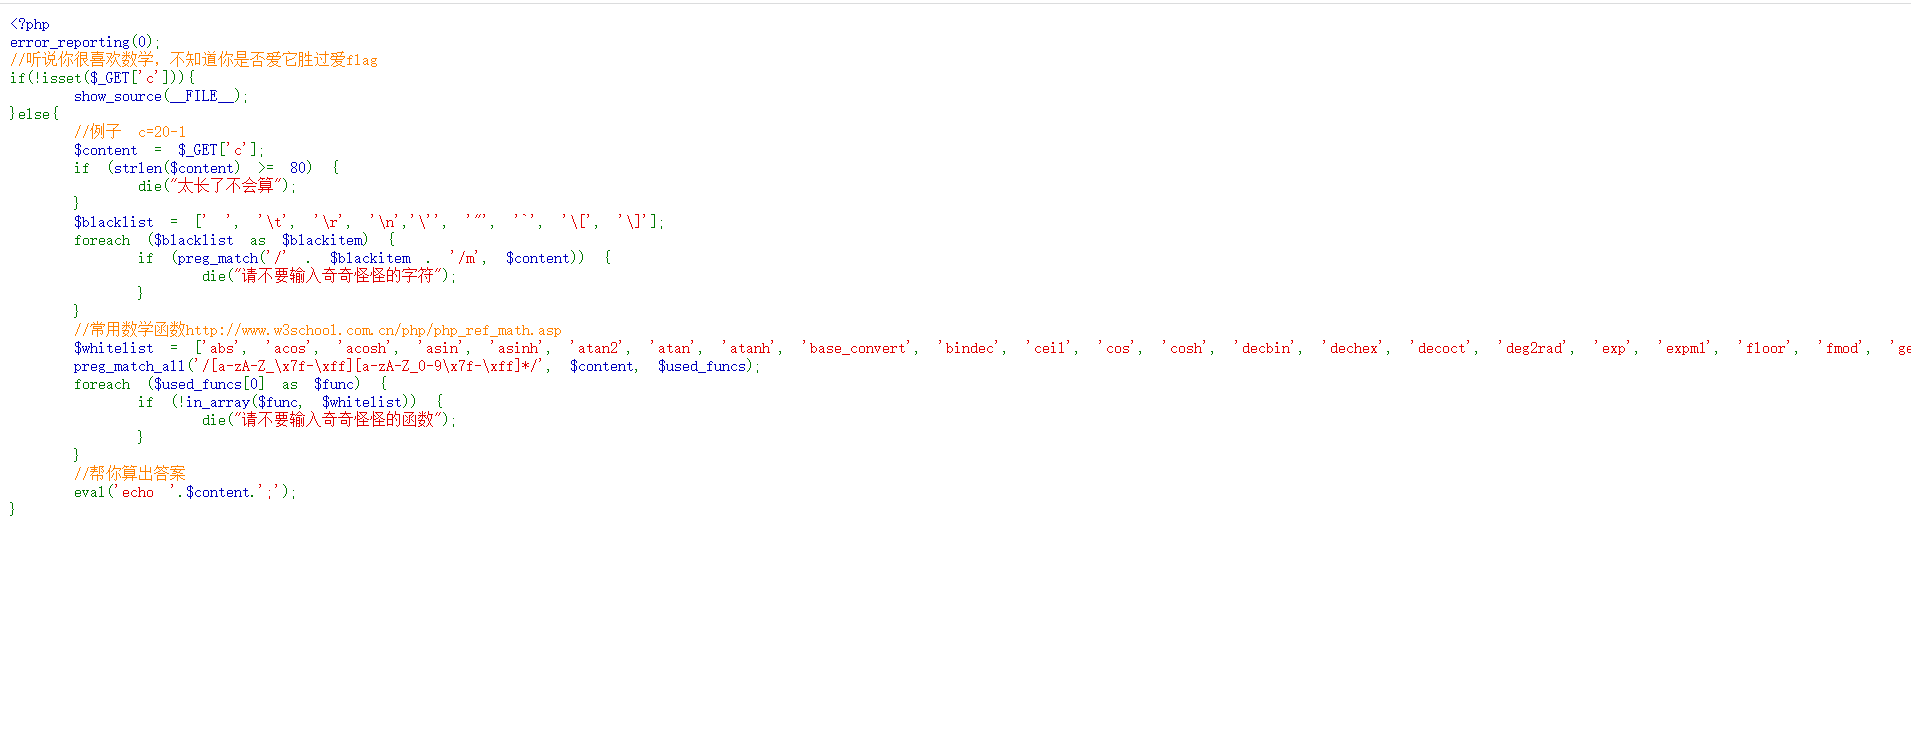 <?php
error_reporting(0);
//听说你很喜欢数学，不知道你是否爱它胜过爱flag
if(!isset($_GET['c'])){
show_source(__FILE__);
}else{
//例子 c=20-1
$content = $_GET['c'];
if (strlen($content) >= 80) {
die("太长了不会算");
}
$blacklist = [' ', '\t', '\r', '\n','\'', '"', '`', '\[', '\]'];
foreach ($blacklist as $blackitem) {
if (preg_match('/' . $blackitem . '/m', $content)) {
die("请不要输入奇奇怪怪的字符");
}
}
//常用数学函数http://www.w3school.com.cn/php/php_ref_math.asp
$whitelist = ['abs', 'acos', 'acosh', 'asin', 'asinh', 'atan2', 'atan', 'atanh', 'base_convert', 'bindec', 'ceil', 'cos', 'cosh', 'decbin', 'dechex', 'decoct', 'deg2rad', 'exp', 'expm1', 'floor', 'fmod', 'ge
preg_match_all('/[a-zA-Z_\x7f-\xff][a-zA-Z_0-9\x7f-\xff]*/', $content, $used_funcs);
foreach ($used_funcs[0] as $func) {
if (!in_array($func, $whitelist)) {
die("请不要输入奇奇怪怪的函数");
}
}
//帮你算出答案
eval('echo '.$content.';');
}